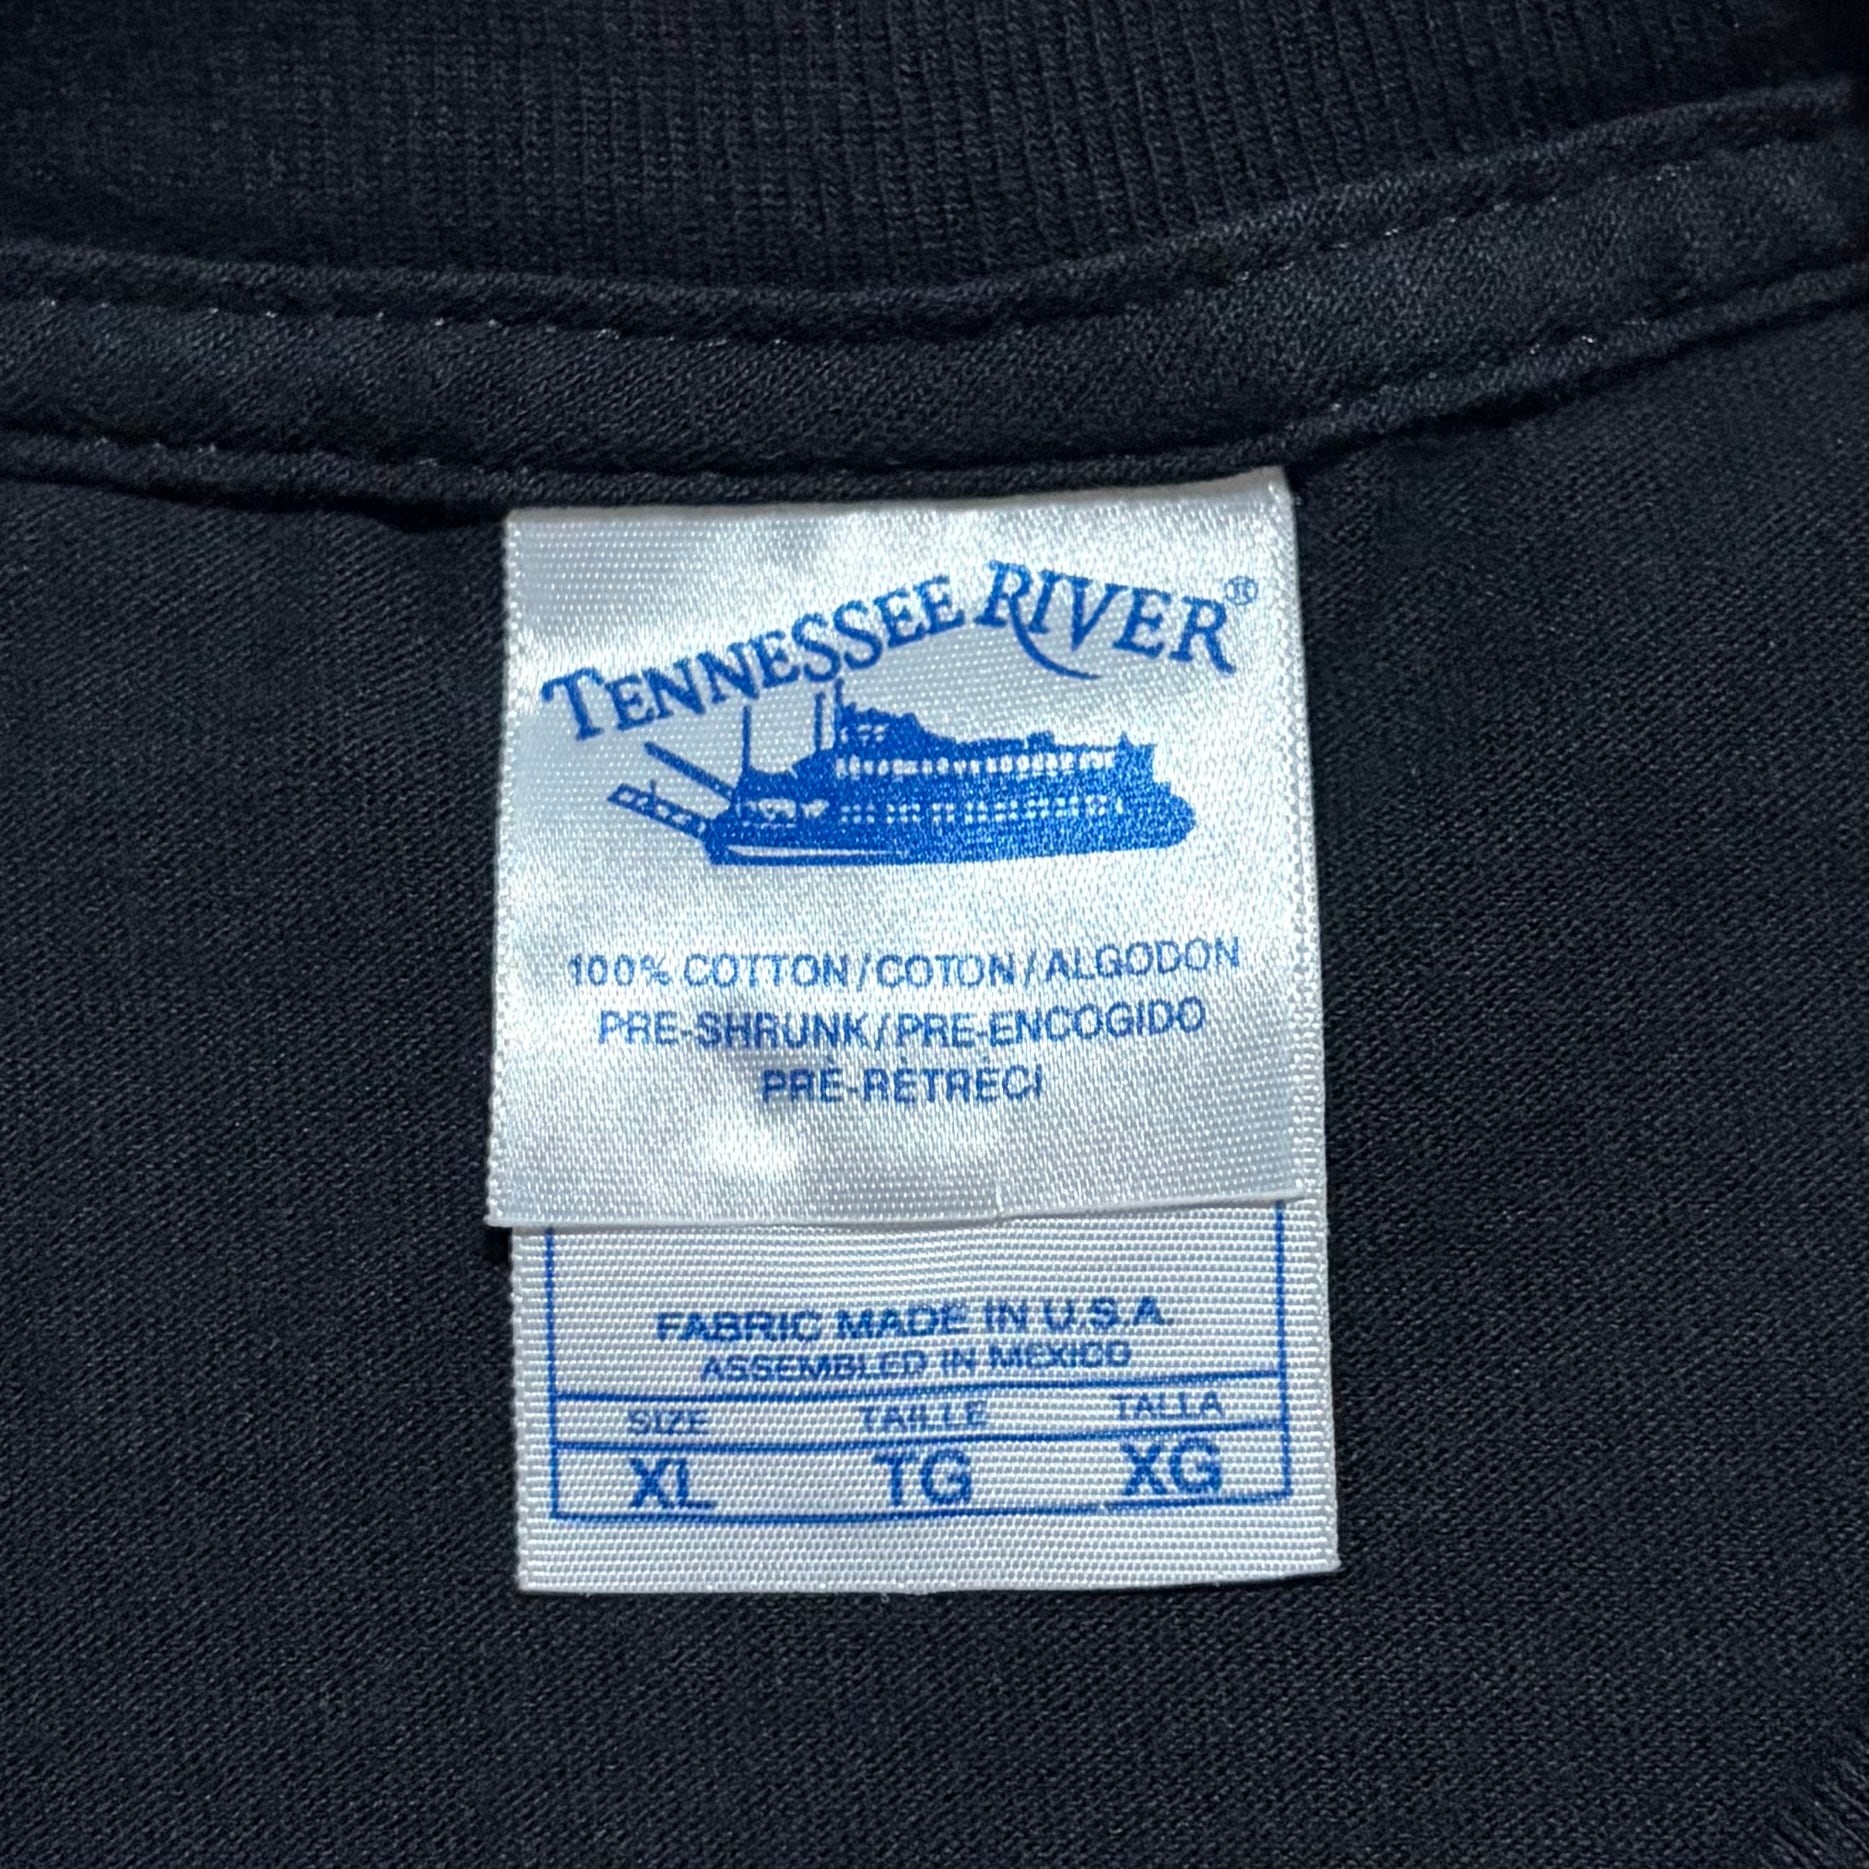 TENNESSEE RIVER®
100% COTTON/COTON/ALGODON
PRE-SHRUNK/PRE-ENCOGIDO
PRÉ-RÉTRÉCI
FABRIC MADE IN U.S.A.
ASSEMBLED IN MEXICO
SIZE TAILLE TALLA
XL TG XG